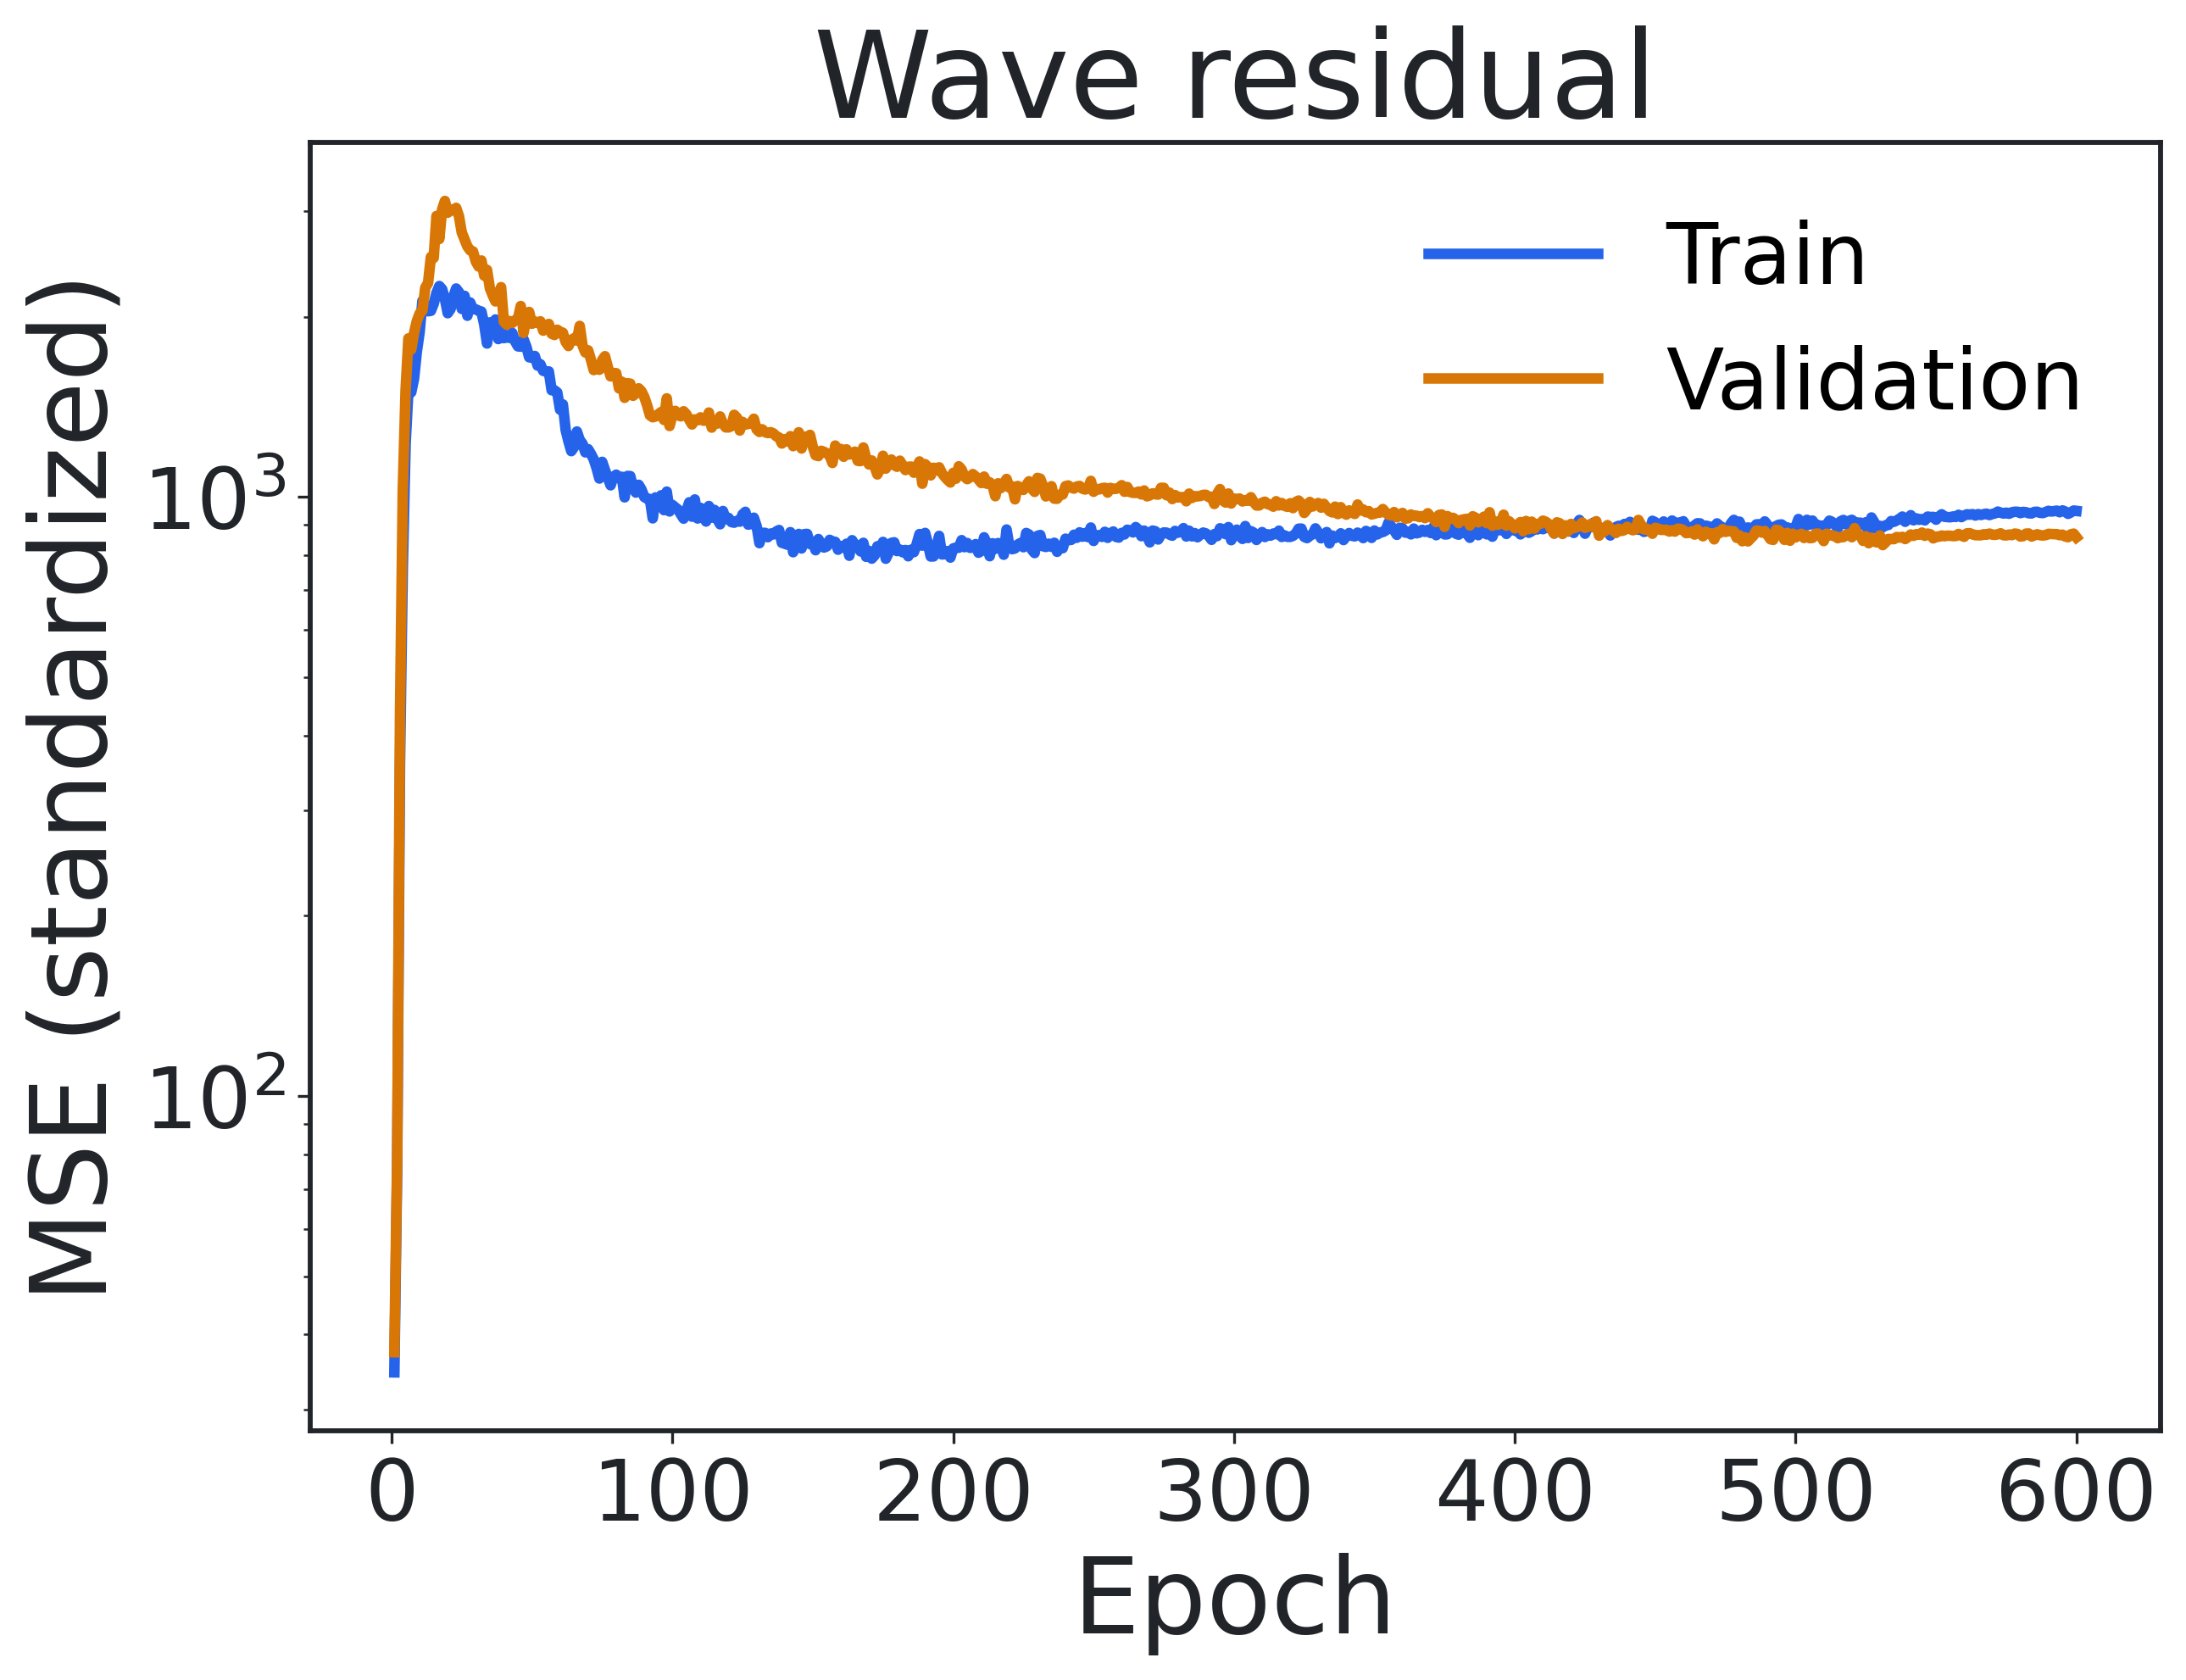 Wave residual
MSE (standardized)
10³
10²
Train
Validation
0 100 200 300 400 500 600
Epoch